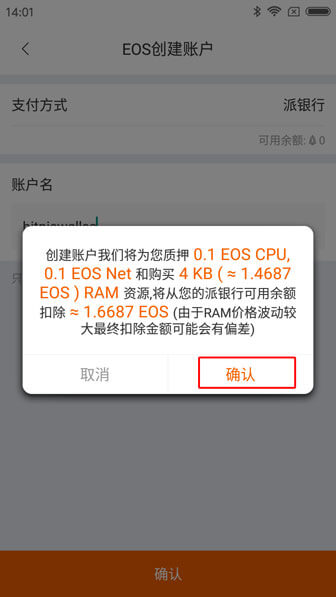 14:01
EOS创建账户
支付方式 派银行
可用余额: 0
账户名
创建账户我们将为您质押 0.1 EOS CPU,
0.1 EOS Net 和购买 4 KB ( ≈ 1.4687
EOS ) RAM 资源,将从您的派银行可用余额
扣除 ≈ 1.6687 EOS (由于RAM价格波动较
大最终扣除金额可能会有偏差)
取消 确认
确认